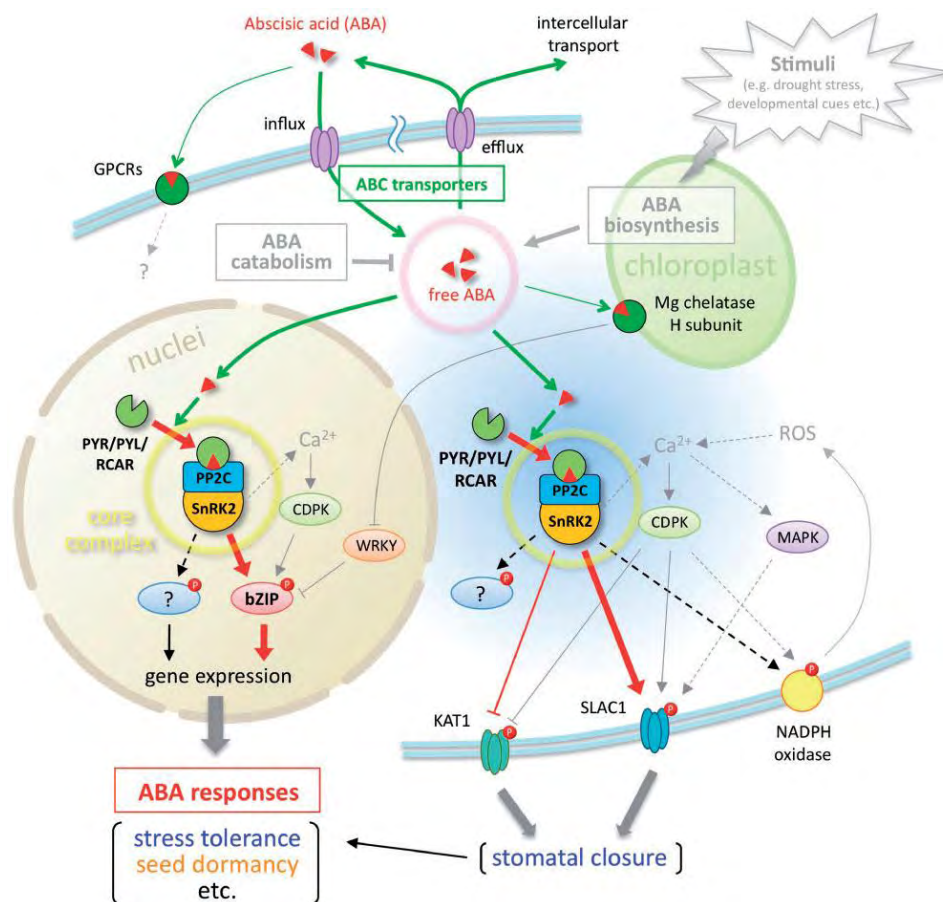 Abscisic acid (ABA)
intercellular
transport
Stimuli
(e.g. drought stress,
developmental cues etc.)
influx
efflux
GPCRs
ABC transporters
?
ABA
catabolism
ABA
biosynthesis
chloroplast
free ABA
Mg chelatase
H subunit
nuclei
PYR/PYL/
RCAR
PP2C
SnRK2
Ca2+
CDPK
core
complex
WRKY
?
P
bZIP
P
gene expression
PYR/PYL/
RCAR
PP2C
SnRK2
Ca2+
ROS
CDPK
MAPK
?
P
KAT1
P
SLAC1
P
P
NADPH
oxidase
ABA responses
stress tolerance
seed dormancy
etc.
stomatal closure